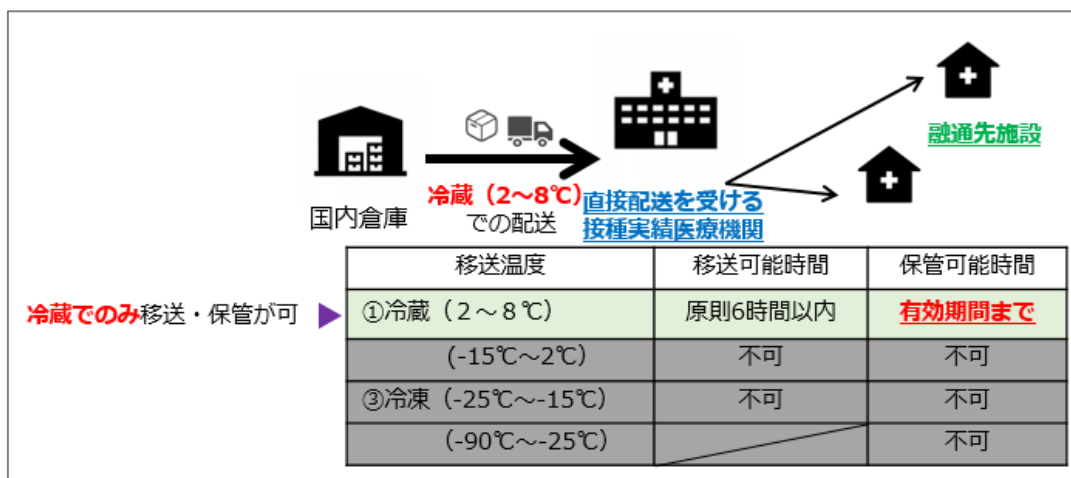 融通先施設
冷蔵（2～8℃）
での配送
国内倉庫
直接配送を受ける
接種実績医療機関
移送温度 移送可能時間 保管可能時間
冷蔵でのみ移送・保管が可
①冷蔵（２～８℃） 原則6時間以内 有効期間まで
(-15℃～2℃) 不可 不可
③冷凍（-25℃～-15℃） 不可 不可
(-90℃～-25℃) 不可